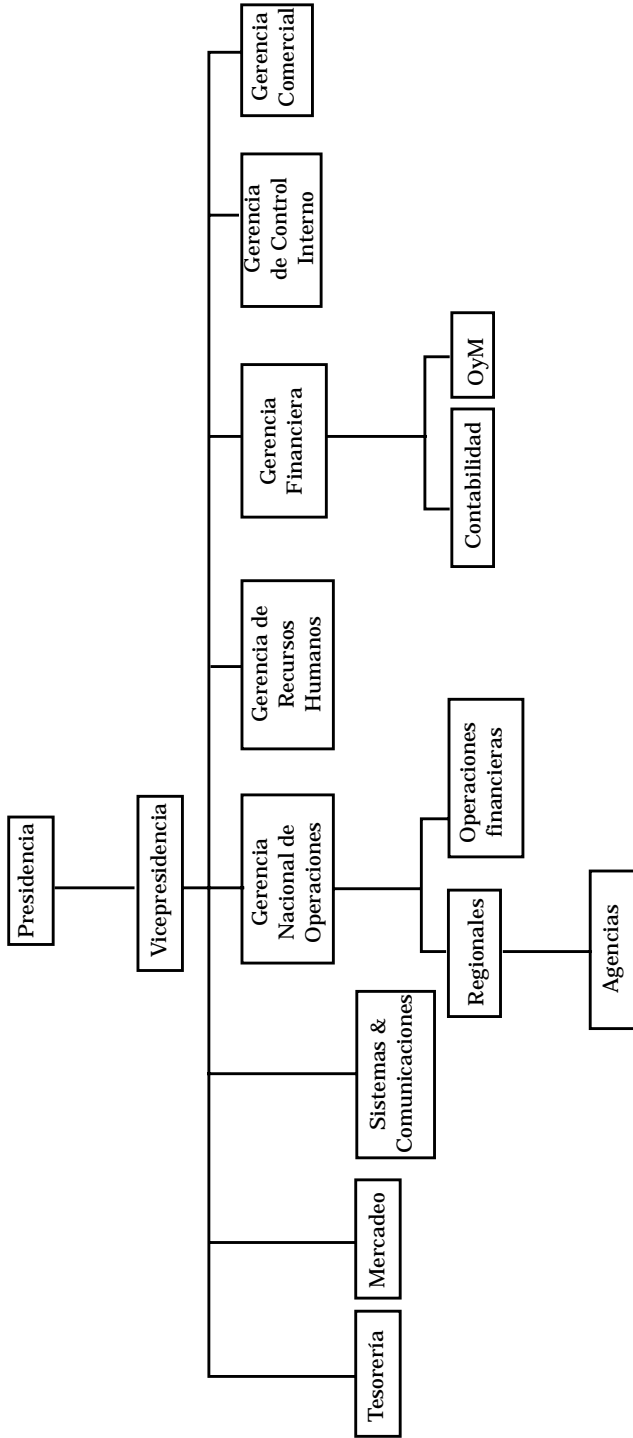 Presidencia
Vicepresidencia
Tesorería
Mercadeo
Sistemas &
Comunicaciones
Gerencia
Nacional de
Operaciones
Gerencia de
Recursos
Humanos
Gerencia
Financiera
Gerencia
de Control
Interno
Gerencia
Comercial
Regionales
Operaciones
financieras
Contabilidad
OyM
Agencias